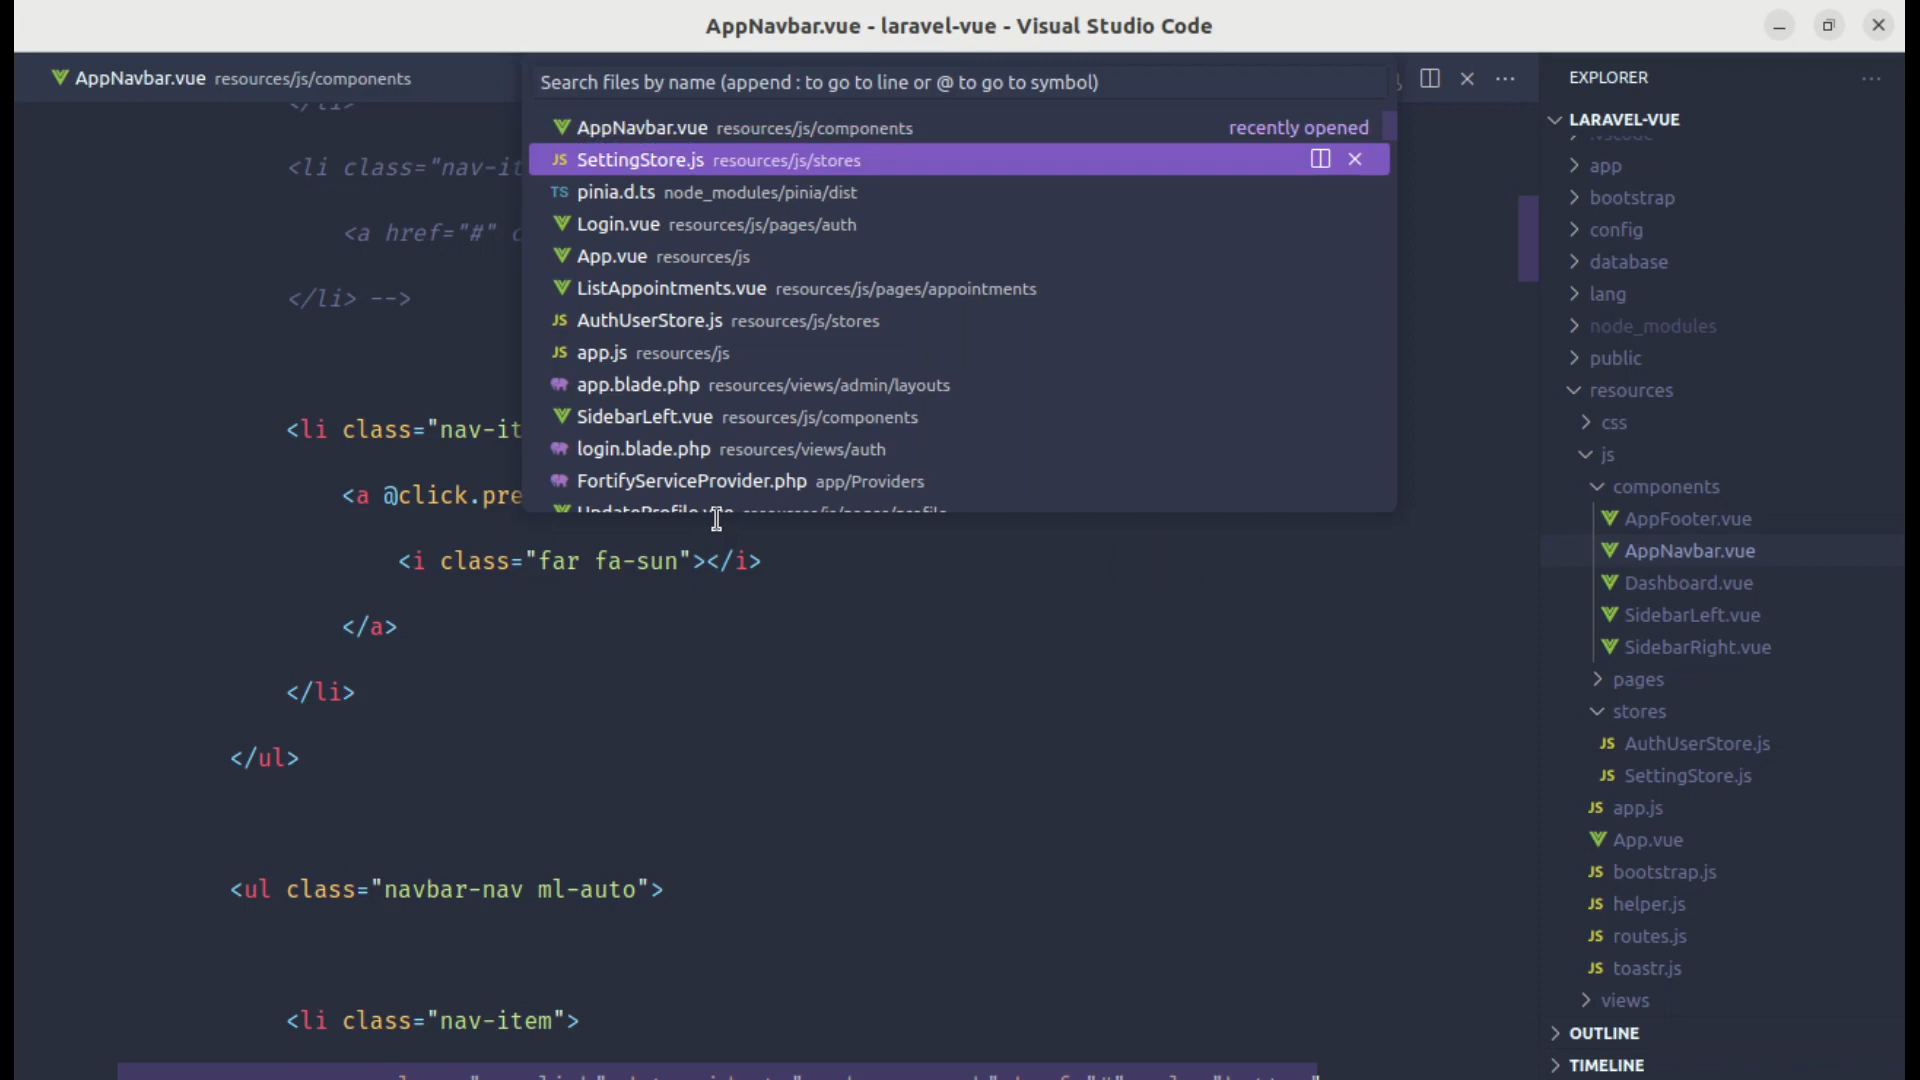 AppNavbar.vue - laravel-vue - Visual Studio Code
AppNavbar.vue resources/js/components
Search files by name (append : to go to line or @ to go to symbol)
AppNavbar.vue resources/js/components recently opened
SettingStore.js resources/js/stores
TS pinia.d.ts node_modules/pinia/dist
Login.vue resources/js/pages/auth
App.vue resources/js
ListAppointments.vue resources/js/pages/appointments
JS AuthUserStore.js resources/js/stores
JS app.js resources/js
app.blade.php resources/views/admin/layouts
SidebarLeft.vue resources/js/components
login.blade.php resources/views/auth
FortifyServiceProvider.php app/Providers
UpdateProfile.vue resources/js/pages/profile
</li>
<li class="nav-it
<a href="#" c
</li> -->
<li class="nav-it
<a @click.pre
<i class="far fa-sun"></i>
</a>
</li>
</ul>
<ul class="navbar-nav ml-auto">
<li class="nav-item">
EXPLORER
LARAVEL-VUE
.vscode
app
bootstrap
config
database
lang
node_modules
public
resources
css
js
components
AppFooter.vue
AppNavbar.vue
Dashboard.vue
SidebarLeft.vue
SidebarRight.vue
pages
stores
JS AuthUserStore.js
JS SettingStore.js
JS app.js
App.vue
JS bootstrap.js
JS helper.js
JS routes.js
JS toastr.js
views
OUTLINE
TIMELINE